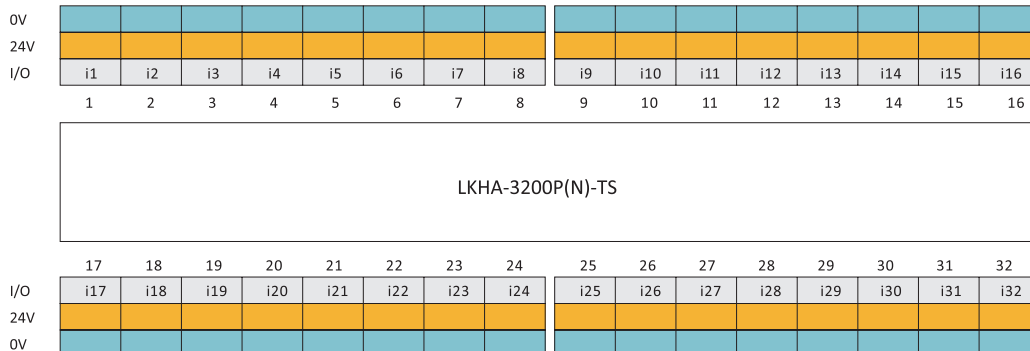 0V
24V
I/O i1 i2 i3 i4 i5 i6 i7 i8 i9 i10 i11 i12 i13 i14 i15 i16
1 2 3 4 5 6 7 8 9 10 11 12 13 14 15 16
LKHA-3200P(N)-TS
17 18 19 20 21 22 23 24 25 26 27 28 29 30 31 32
I/O i17 i18 i19 i20 i21 i22 i23 i24 i25 i26 i27 i28 i29 i30 i31 i32
24V
0V